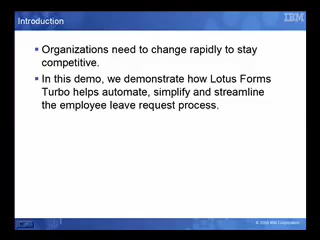 Introduction
IBM
Organizations need to change rapidly to stay
competitive.
In this demo, we demonstrate how Lotus Forms
Turbo helps automate, simplify and streamline
the employee leave request process.